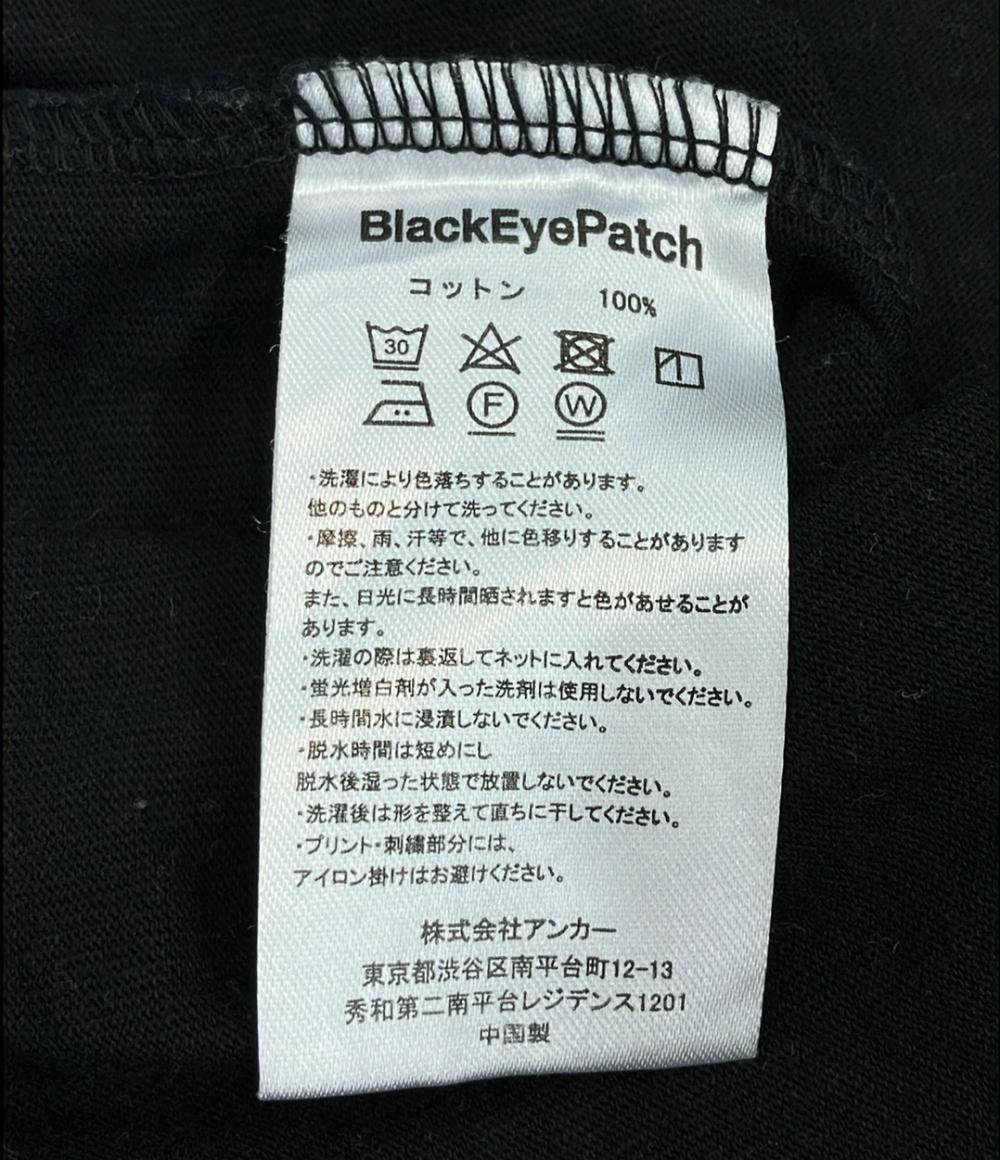 BlackEyePatch
コットン 100%
30
F W
・洗濯により色落ちすることがあります。
他のものと分けて洗ってください。
・摩擦、雨、汗等で、他に色移りすることがあります
のでご注意ください。
また、日光に長時間晒されますと色があせることが
あります。
・洗濯の際は裏返してネットに入れてください。
・蛍光増白剤が入った洗剤は使用しないでください。
・長時間水に浸漬しないでください。
・脱水時間は短めにし
脱水後湿った状態で放置しないでください。
・洗濯後は形を整えて直ちに干してください。
・プリント・刺繍部分には、
アイロン掛けはお避けください。
株式会社アンカー
東京都渋谷区南平台町12-13
秀和第二南平台レジデンス1201
中国製